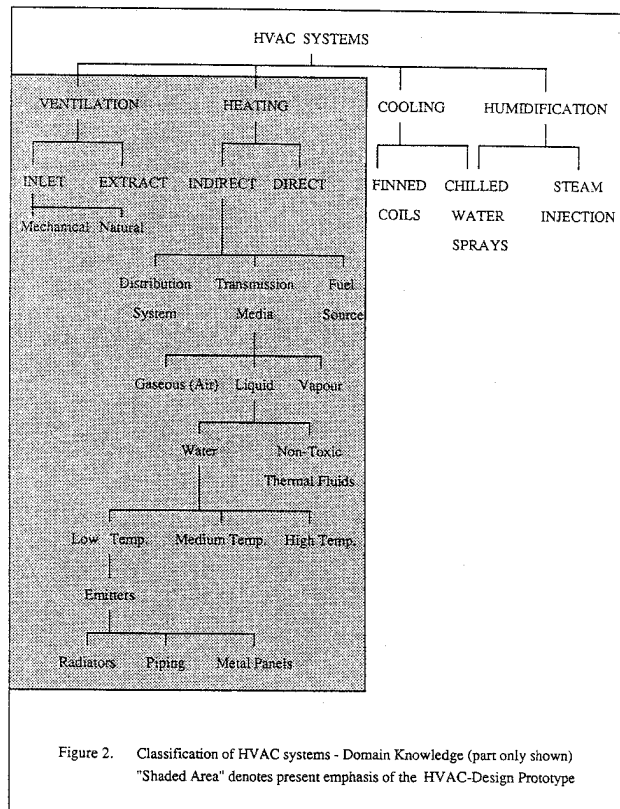 HVAC SYSTEMS
VENTILATION HEATING COOLING HUMIDIFICATION
INLET EXTRACT INDIRECT DIRECT FINNED CHILLED STEAM
COILS WATER INJECTION
SPRAYS
Mechanical Natural
Distribution Transmission Fuel
System Media Source
Gaseous (Air) Liquid Vapour
Water Non-Toxic
Thermal Fluids
Low Temp. Medium Temp. High Temp.
Emitters
Radiators Piping Metal Panels
Figure 2. Classification of HVAC systems - Domain Knowledge (part only shown)
"Shaded Area" denotes present emphasis of the HVAC-Design Prototype